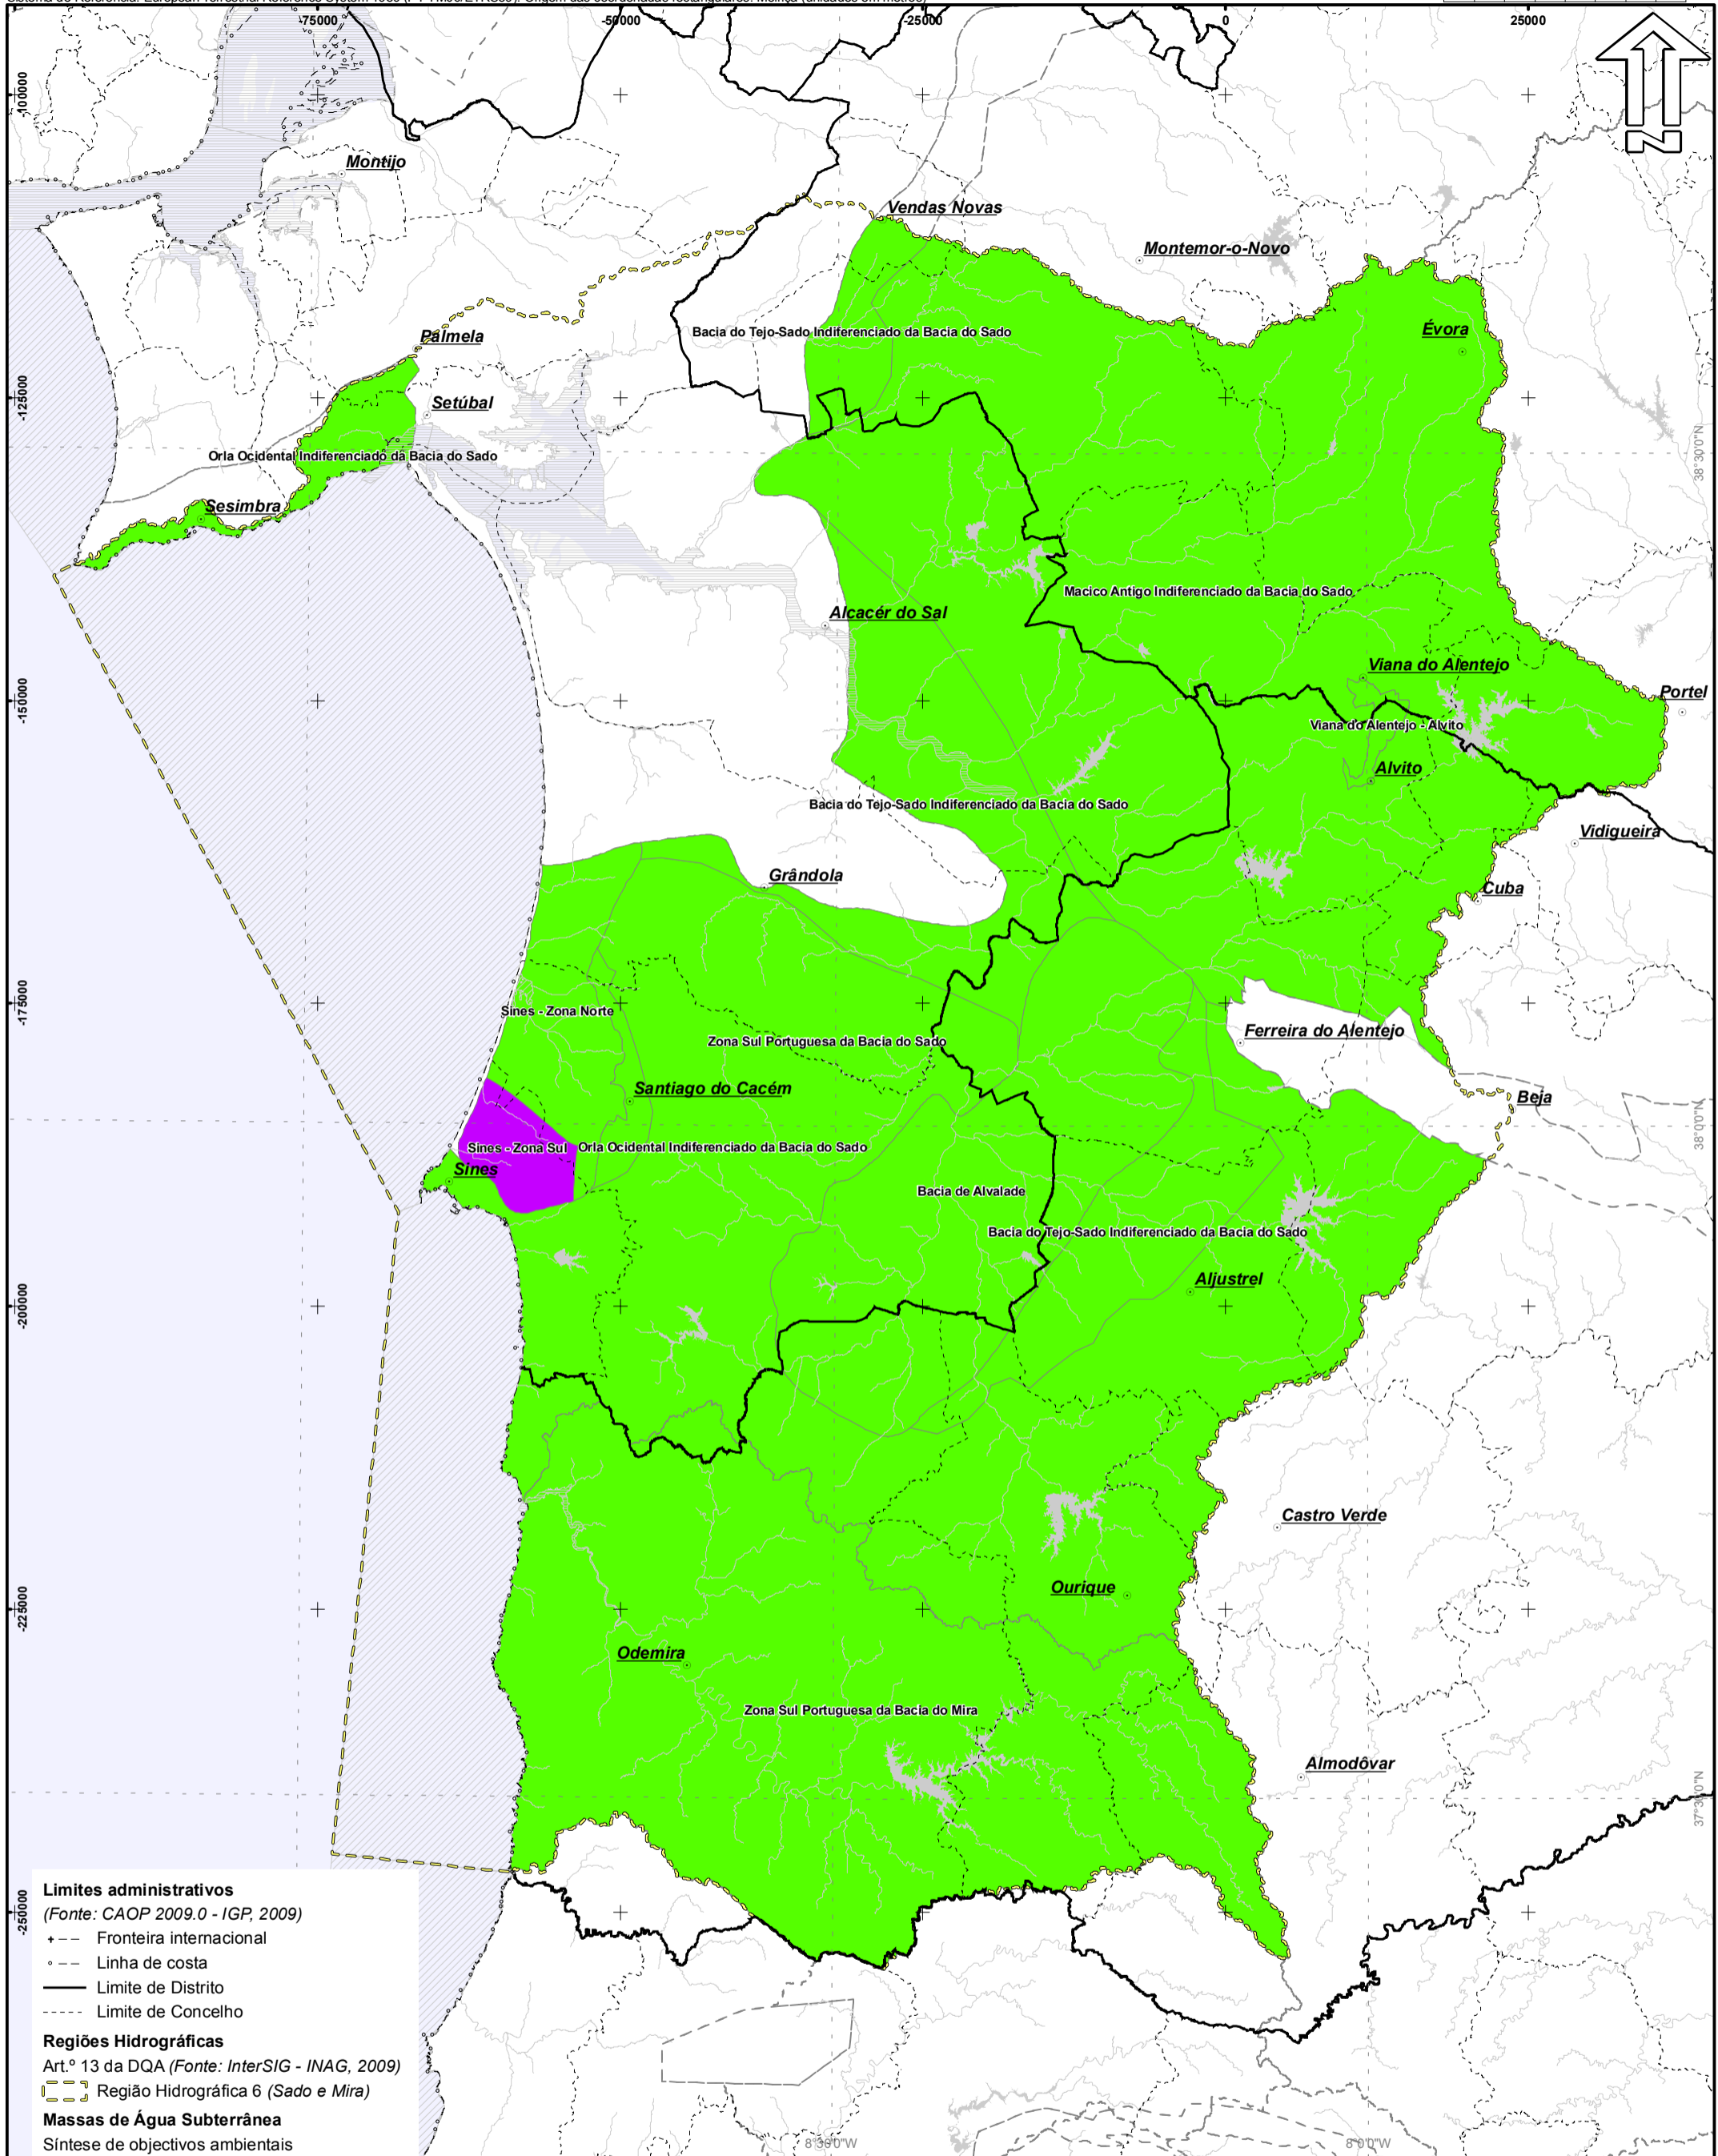 -75000
-50000
-25000
0
25000
-100000
-125000
-150000
-175000
-200000
-225000
-250000
N
Montijo
Vendas Novas
Montemor-o-Novo
Bacia do Tejo-Sado Indiferenciado da Bacia do Sado
Évora
Palmela
Setúbal
Orla Ocidental Indiferenciado da Bacia do Sado
38°30'0"N
Sesimbra
Macico Antigo Indiferenciado da Bacia do Sado
Alcacér do Sal
Viana do Alentejo
Portel
Viana do Alentejo - Alvito
Alvito
Bacia do Tejo-Sado Indiferenciado da Bacia do Sado
Vidigueira
Grândola
Cuba
Sines - Zona Norte
Ferreira do Alentejo
Zona Sul Portuguesa da Bacia do Sado
Santiago do Cacém
Beja
38°0'0"N
Sines - Zona Sul
Orla Ocidental Indiferenciado da Bacia do Sado
Sines
Bacia de Alvalade
Bacia do Tejo-Sado Indiferenciado da Bacia do Sado
Aljustrel
Castro Verde
Ourique
Odemira
Zona Sul Portuguesa da Bacia do Mira
Almodôvar
37°30'0"N
Limites administrativos
(Fonte: CAOP 2009.0 - IGP, 2009)
Fronteira internacional
Linha de costa
Limite de Distrito
Limite de Concelho
Regiões Hidrográficas
Art.º 13 da DQA (Fonte: InterSIG - INAG, 2009)
Região Hidrográfica 6 (Sado e Mira)
Massas de Água Subterrânea
Síntese de objectivos ambientais
8°30'0"W
8°0'0"W